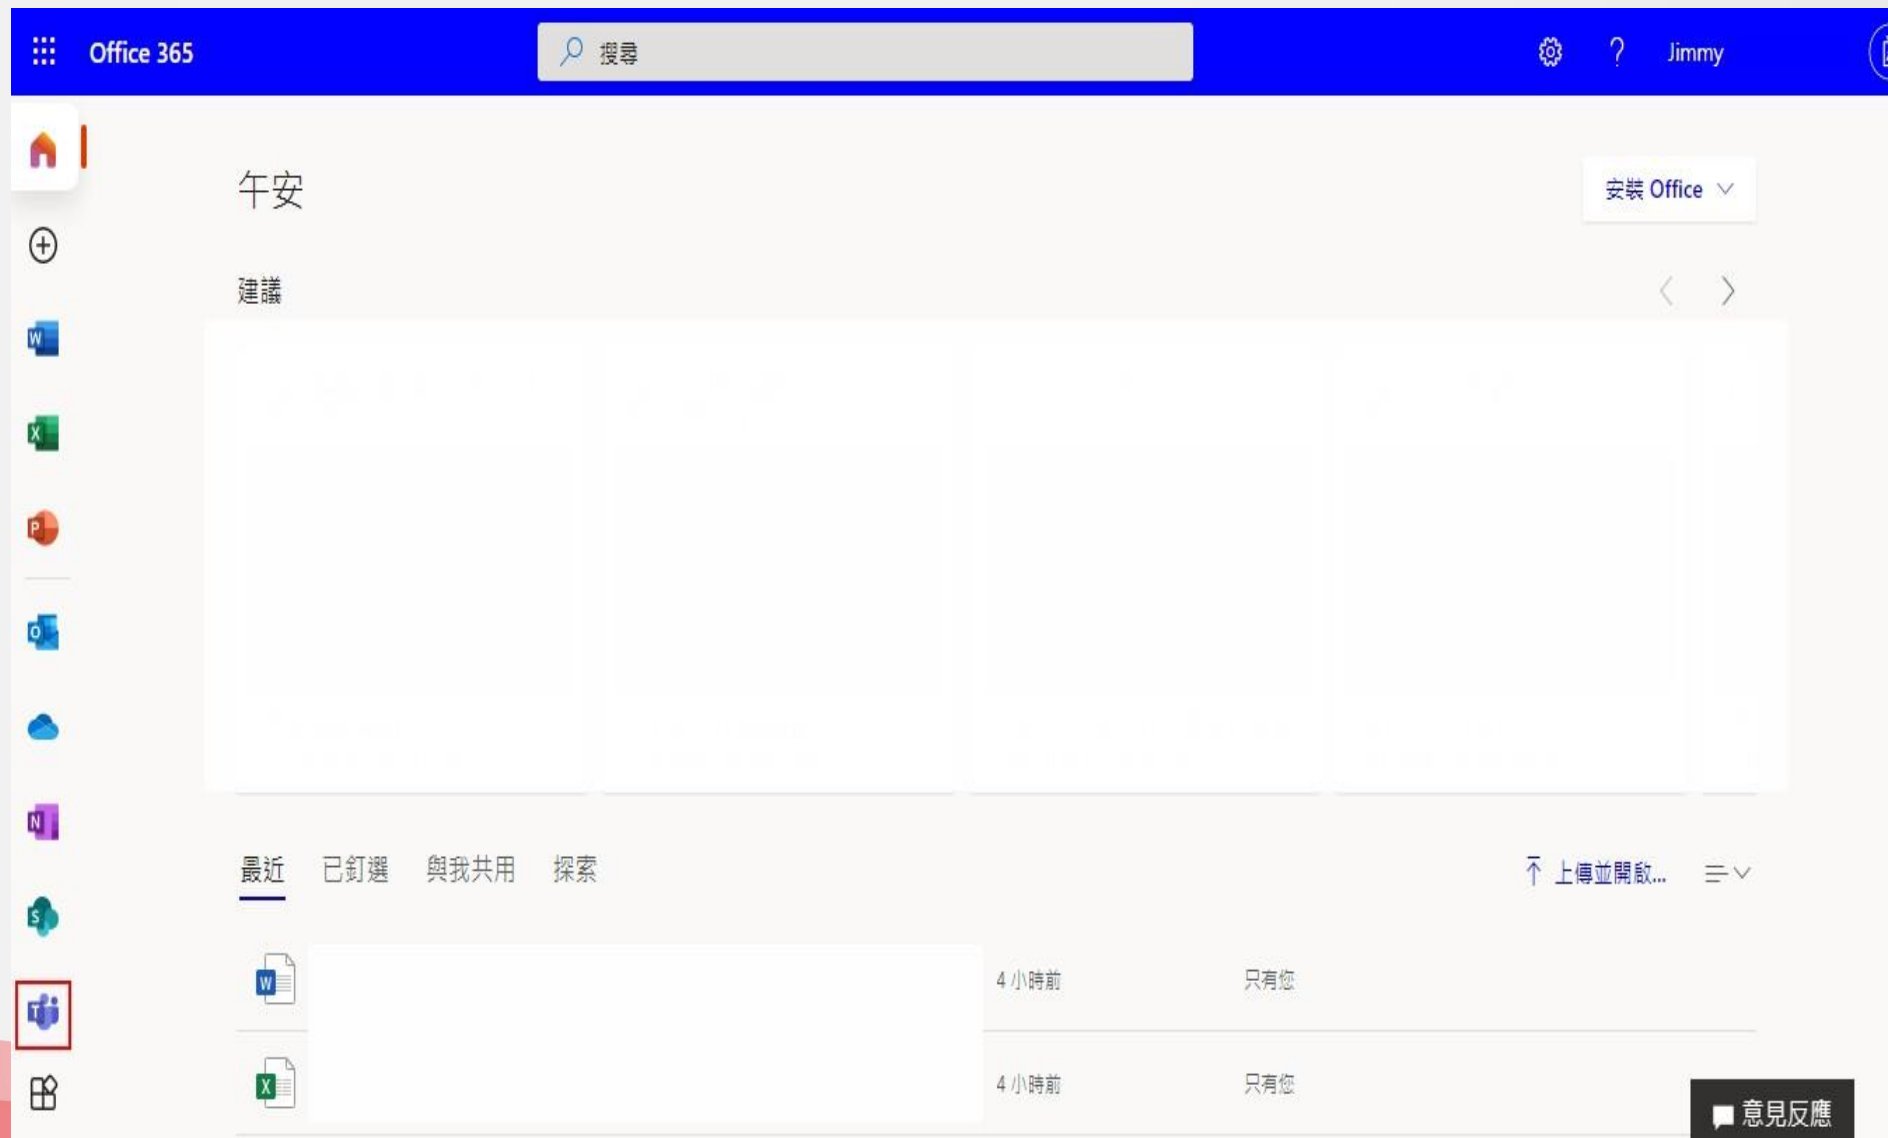 Office 365
搜尋
?
Jimmy
午安
安裝 Office
建議
W
X
P
O
N
最近 已釘選 與我共用 探索
上傳並開啟...
S
W 4 小時前 只有您
T
X 4 小時前 只有您
意見反應